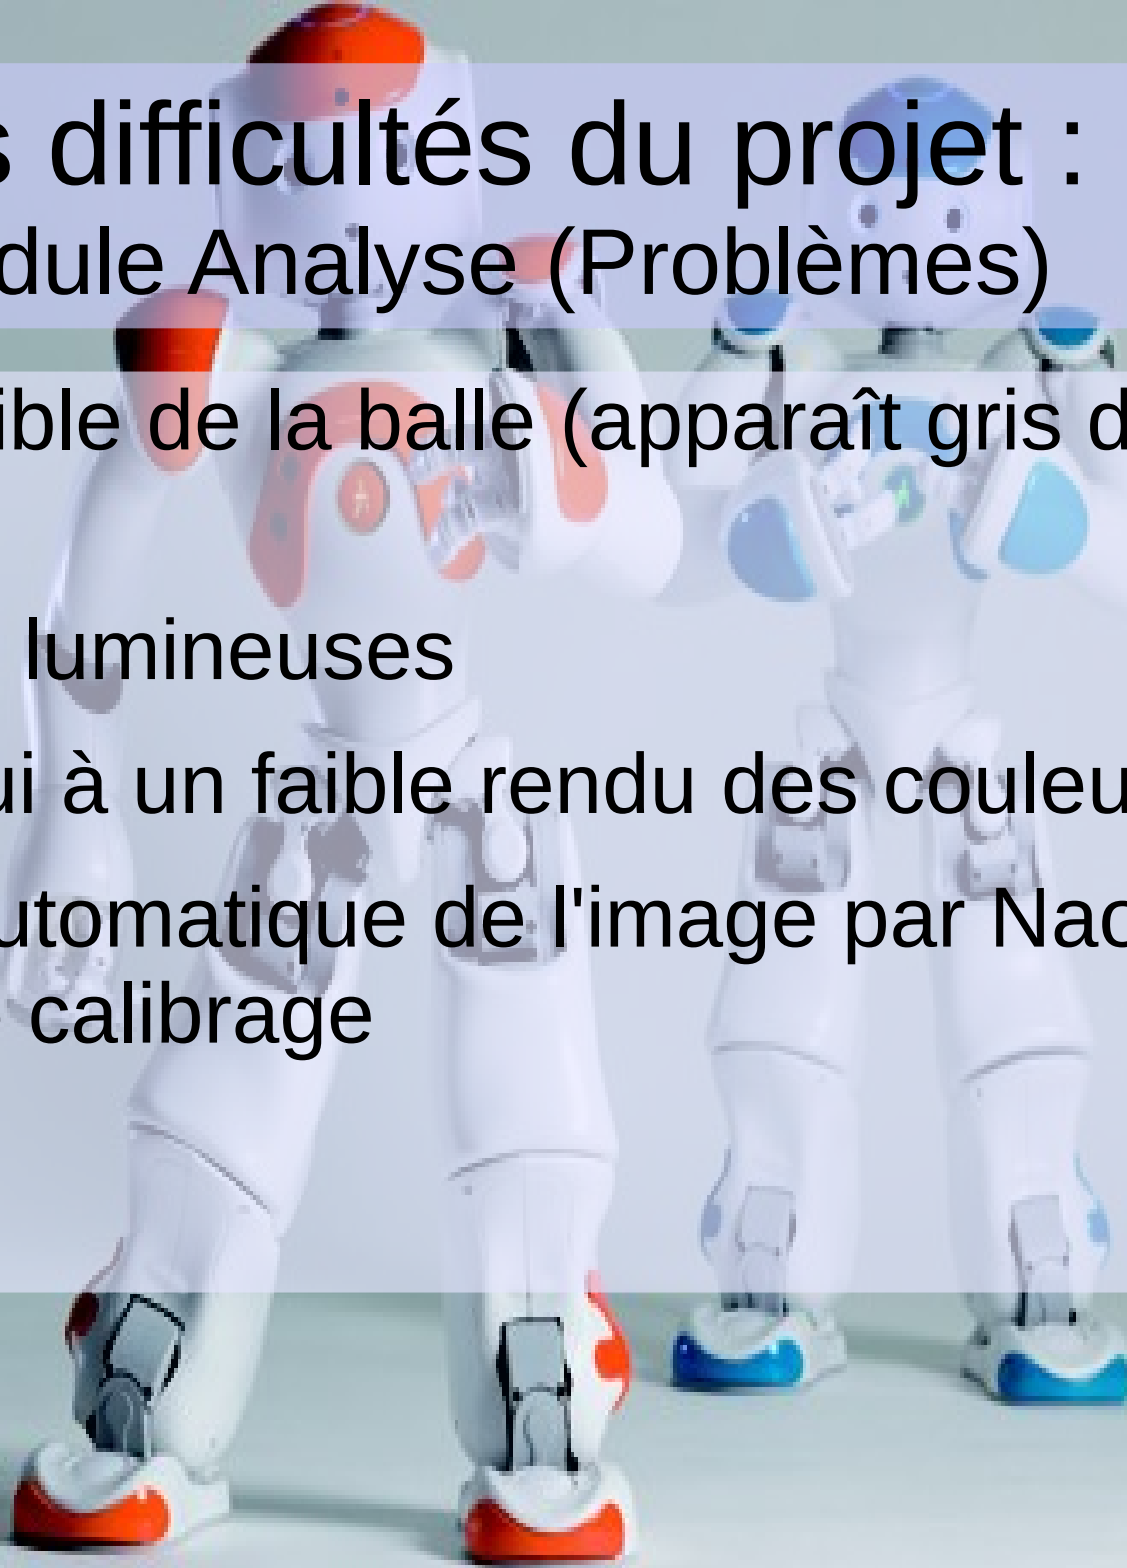 difficultés du projet :
dule Analyse (Problèmes)
ible de la balle (apparaît gris d
lumineuses
ui à un faible rendu des couleu
utomatique de l'image par Nao
calibrage